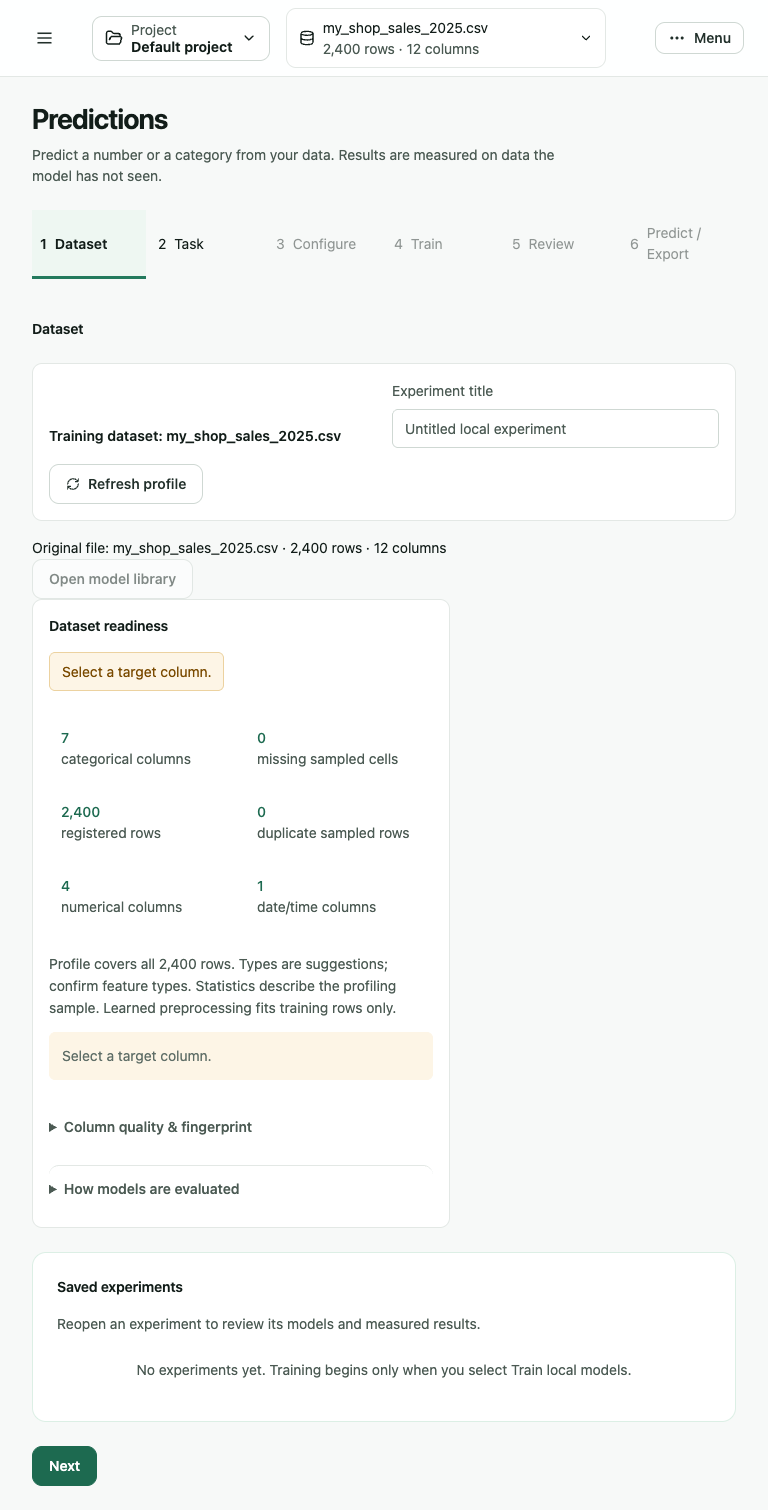 Project
Default project
my_shop_sales_2025.csv
2,400 rows · 12 columns
Menu
Predictions
Predict a number or a category from your data. Results are measured on data the
model has not seen.
1 Dataset
2 Task
3 Configure
4 Train
5 Review
6 Predict /
Export
Dataset
Experiment title
Training dataset: my_shop_sales_2025.csv
Untitled local experiment
Refresh profile
Original file: my_shop_sales_2025.csv · 2,400 rows · 12 columns
Open model library
Dataset readiness
Select a target column.
7
categorical columns
0
missing sampled cells
2,400
registered rows
0
duplicate sampled rows
4
numerical columns
1
date/time columns
Profile covers all 2,400 rows. Types are suggestions;
confirm feature types. Statistics describe the profiling
sample. Learned preprocessing fits training rows only.
Select a target column.
Column quality & fingerprint
How models are evaluated
Saved experiments
Reopen an experiment to review its models and measured results.
No experiments yet. Training begins only when you select Train local models.
Next